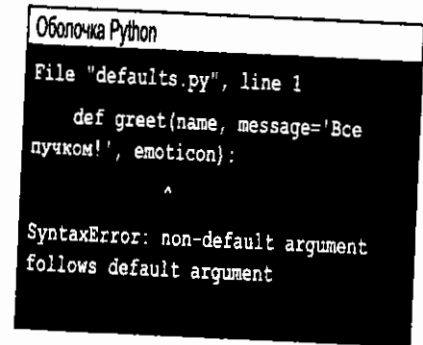 Оболочка Python
File "defaults.py", line 1
def greet(name, message='Все
пучком!', emoticon):
^
SyntaxError: non-default argument
follows default argument